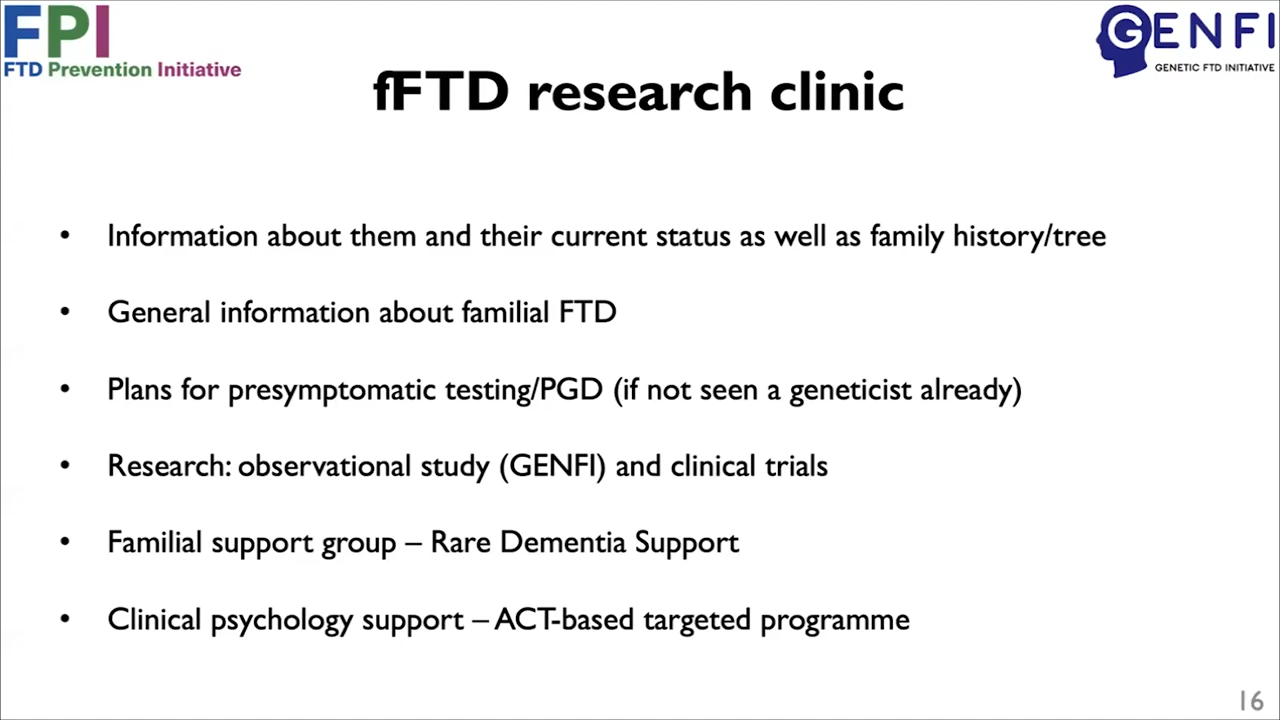 FPI
FTD Prevention Initiative
GENFI
GENETIC FTD INITIATIVE
fFTD research clinic
• Information about them and their current status as well as family history/tree
• General information about familial FTD
• Plans for presymptomatic testing/PGD (if not seen a geneticist already)
• Research: observational study (GENFI) and clinical trials
• Familial support group – Rare Dementia Support
• Clinical psychology support – ACT-based targeted programme
16